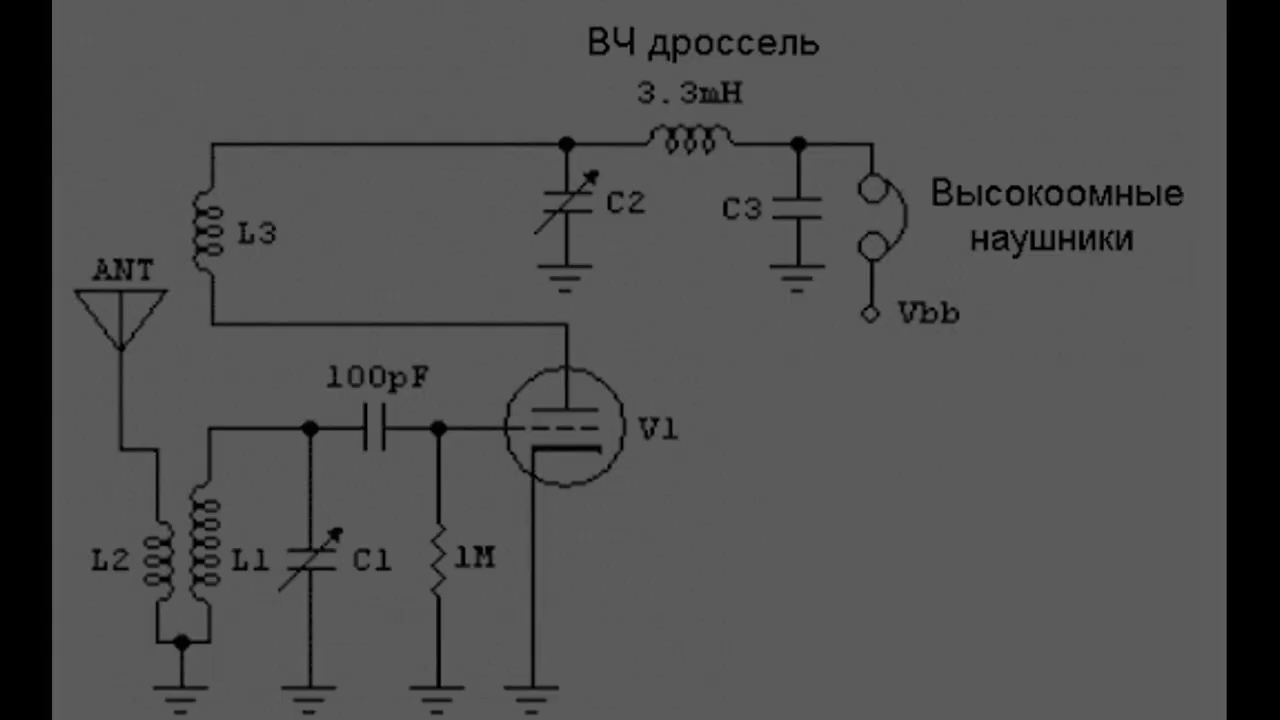 ВЧ дроссель
3.3mH
C2
C3
Высокоомные
наушники
L3
ANT
Vbb
100pF
V1
L2
L1
C1
1M